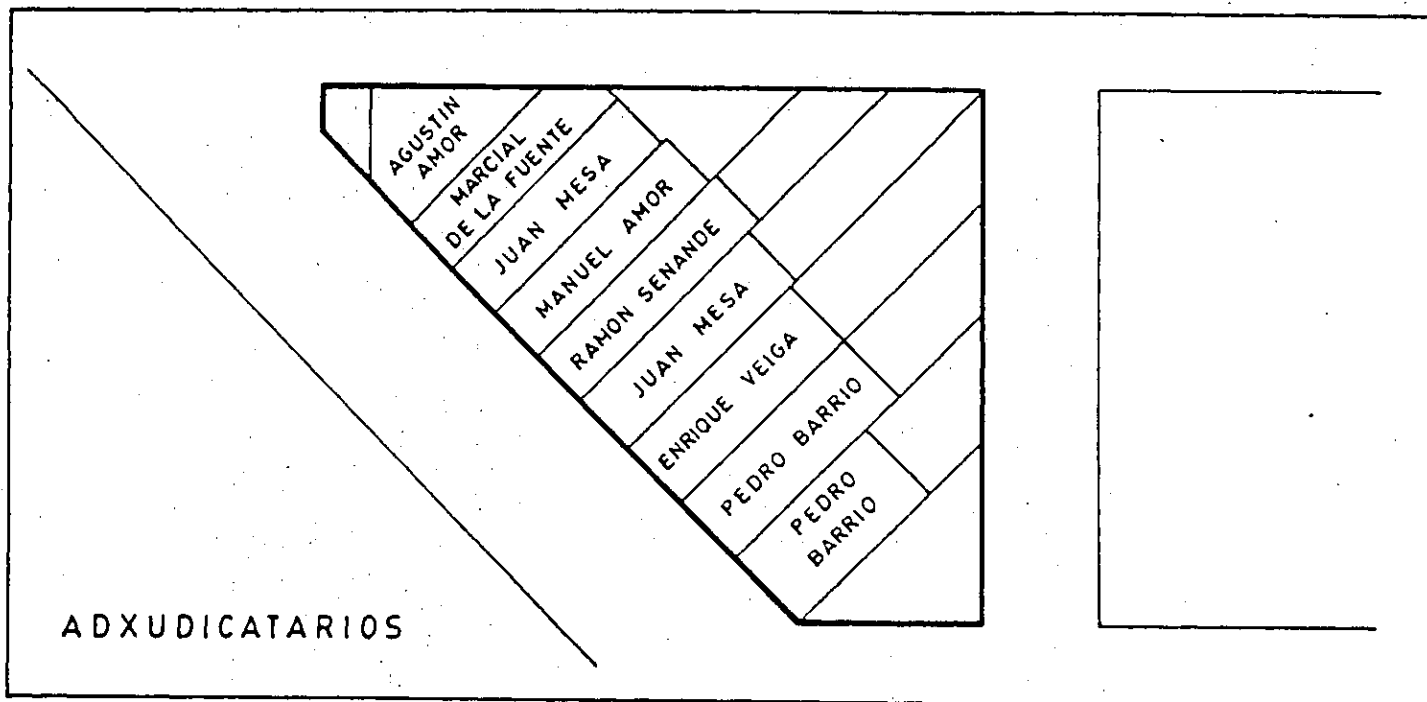 AGUSTIN
AMOR
MARCIAL
DE LA FUENTE
JUAN MESA
MANUEL AMOR
RAMON SENANDE
JUAN MESA
ENRIQUE VEIGA
PEDRO BARRIO
PEDRO
BARRIO
ADXUDICATARIOS